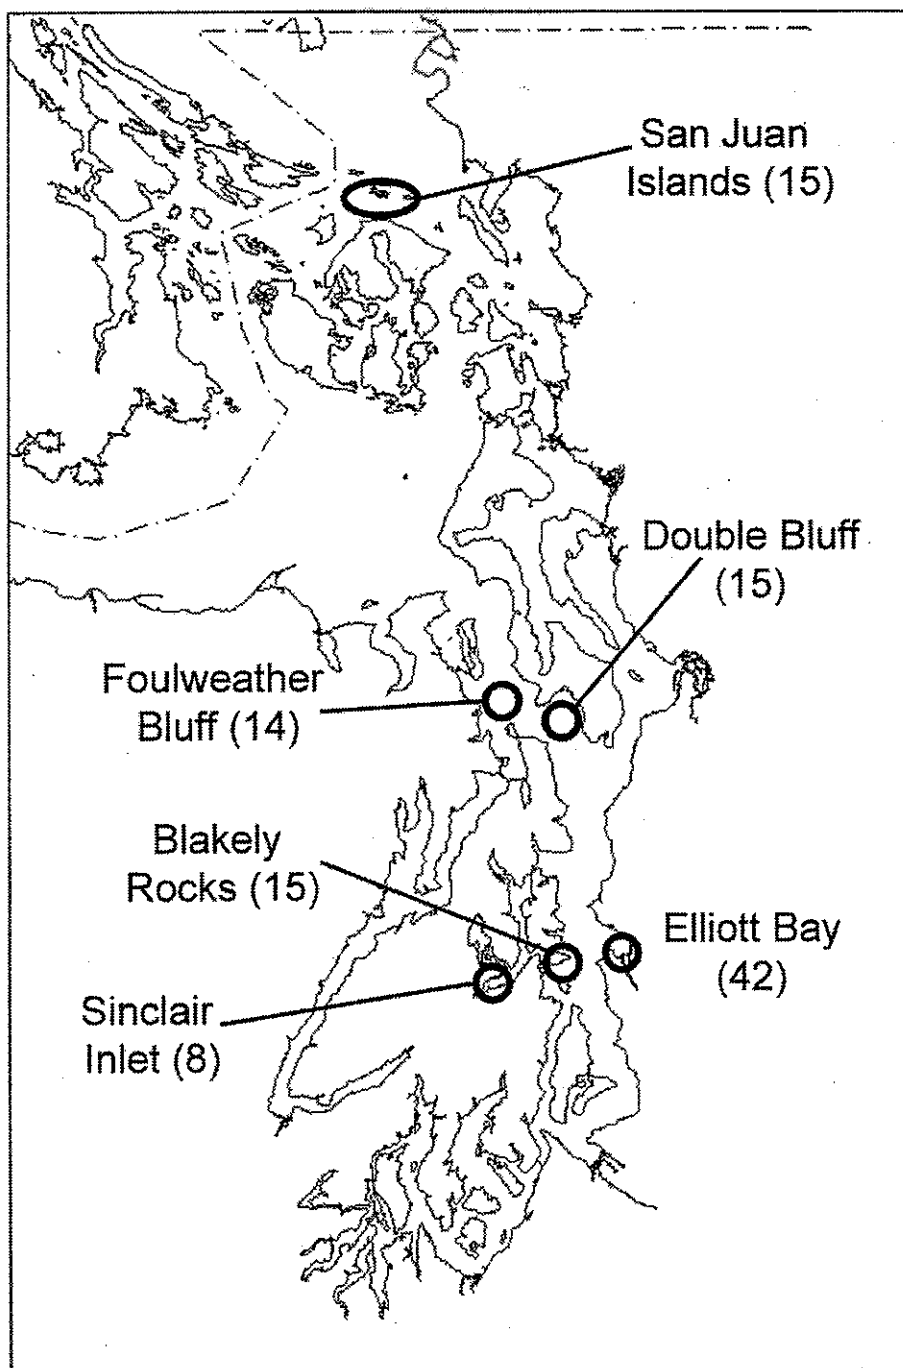 San Juan
Islands (15)
Double Bluff
(15)
Foulweather
Bluff (14)
Blakely
Rocks (15)
Elliott Bay
(42)
Sinclair
Inlet (8)